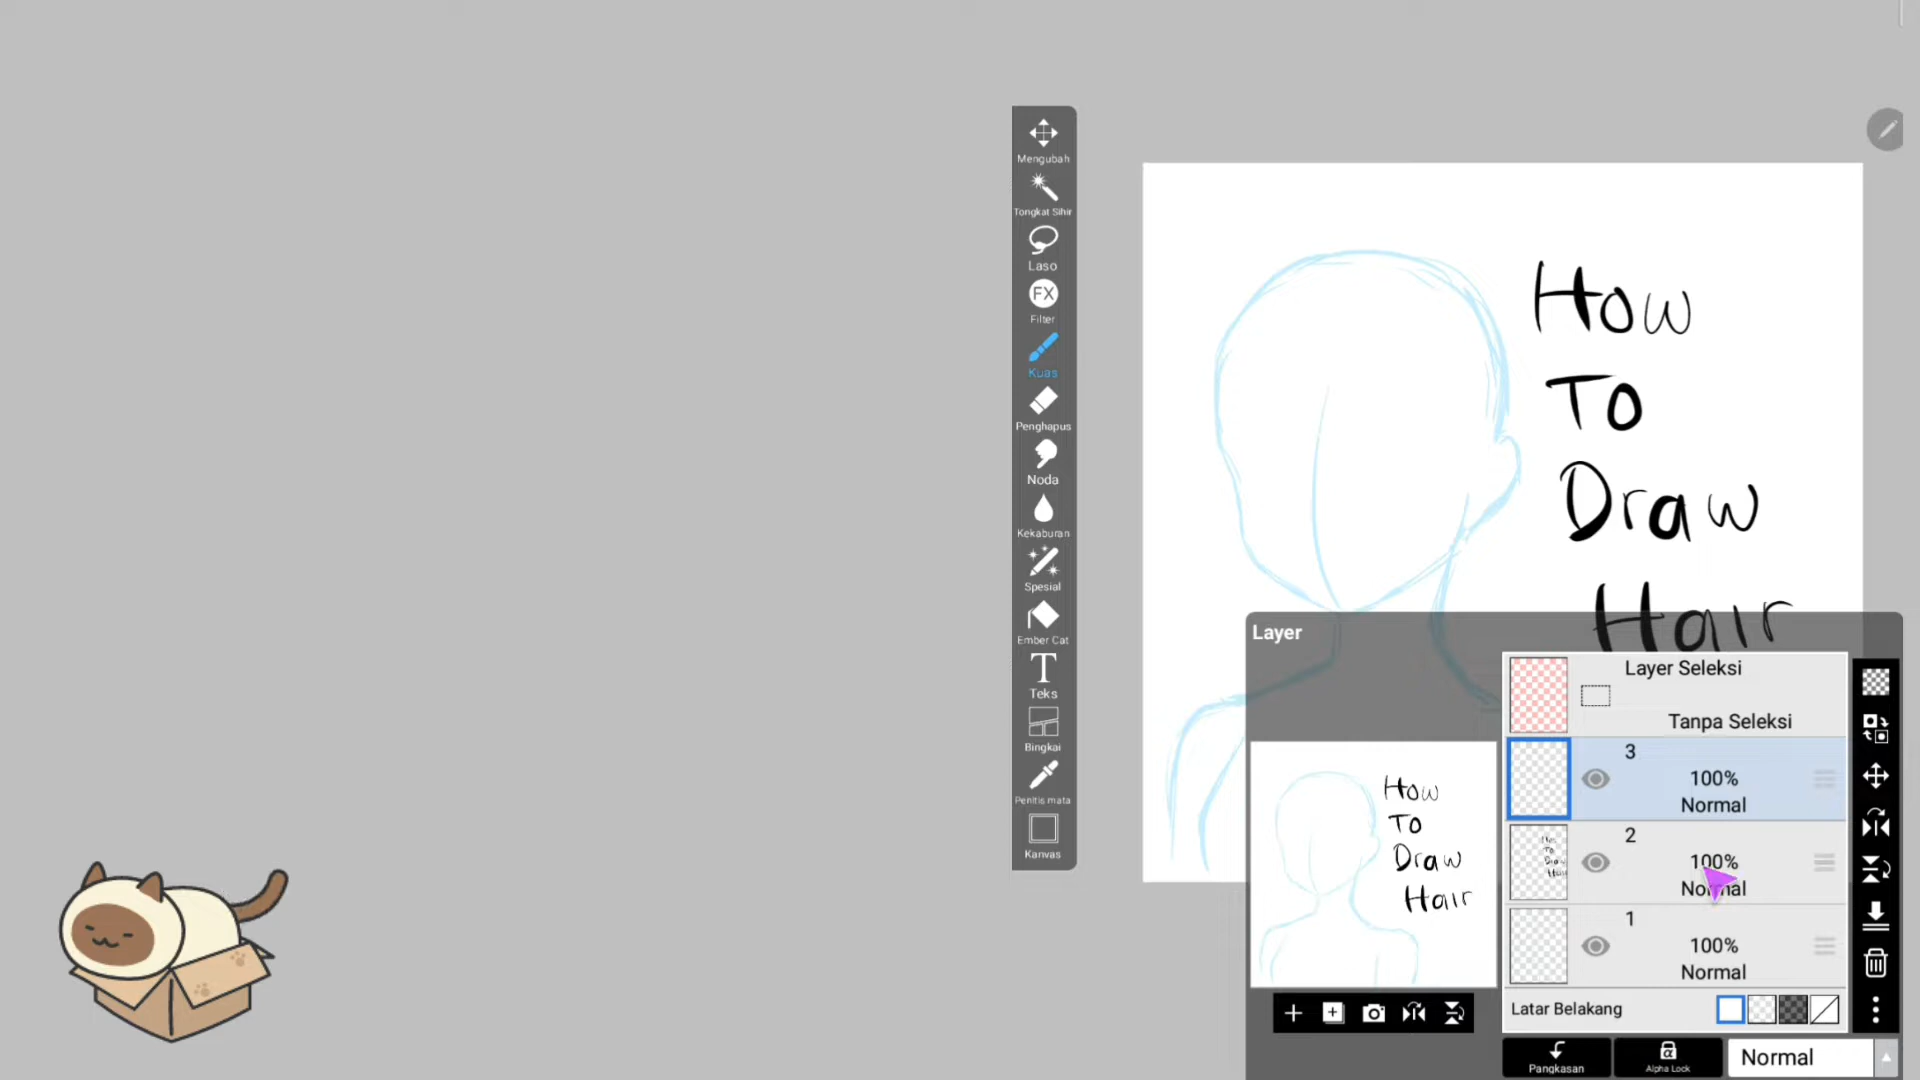 Mengubah
Tongkat Sihir
Laso
FX
Filter
Kuas
Penghapus
Noda
Kekaburan
Spesial
Ember Cat
T
Teks
Bingkai
Penitis mata
Kanvas
How
To
Draw
Hair
Layer
How
To
Draw
Hair
Layer Seleksi
Tanpa Seleksi
3
100%
Normal
2
100%
Normal
1
100%
Normal
Latar Belakang
Pangkasan
Alpha Lock
Normal